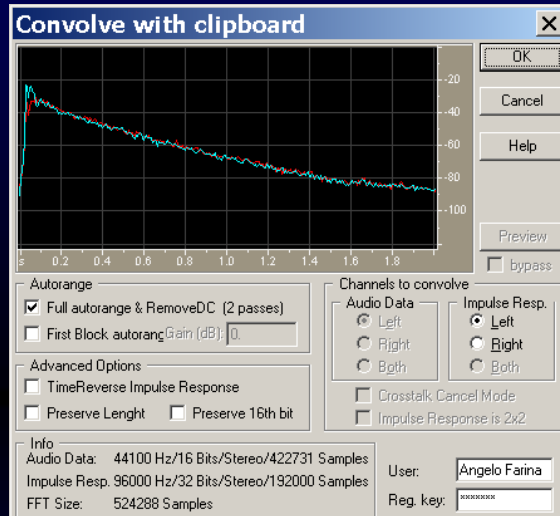 Convolve with clipboard
OK
Cancel
Help
Preview
bypass
-20
-40
-60
-80
-100
s 0.2 0.4 0.6 0.8 1.0 1.2 1.4 1.6 1.8
Autorange
Full autorange & RemoveDC (2 passes)
First Block autorang Gain (dB): 0.
Advanced Options
TimeReverse Impulse Response
Preserve Lenght Preserve 16th bit
Channels to convolve
Audio Data
Left
Right
Both
Impulse Resp.
Left
Right
Both
Crosstalk Cancel Mode
Impulse Response is 2x2
Info
Audio Data: 44100 Hz/16 Bits/Stereo/422731 Samples
Impulse Resp. 96000 Hz/32 Bits/Stereo/192000 Samples
FFT Size: 524288 Samples
User: Angelo Farina
Reg. key: xxxxxxx